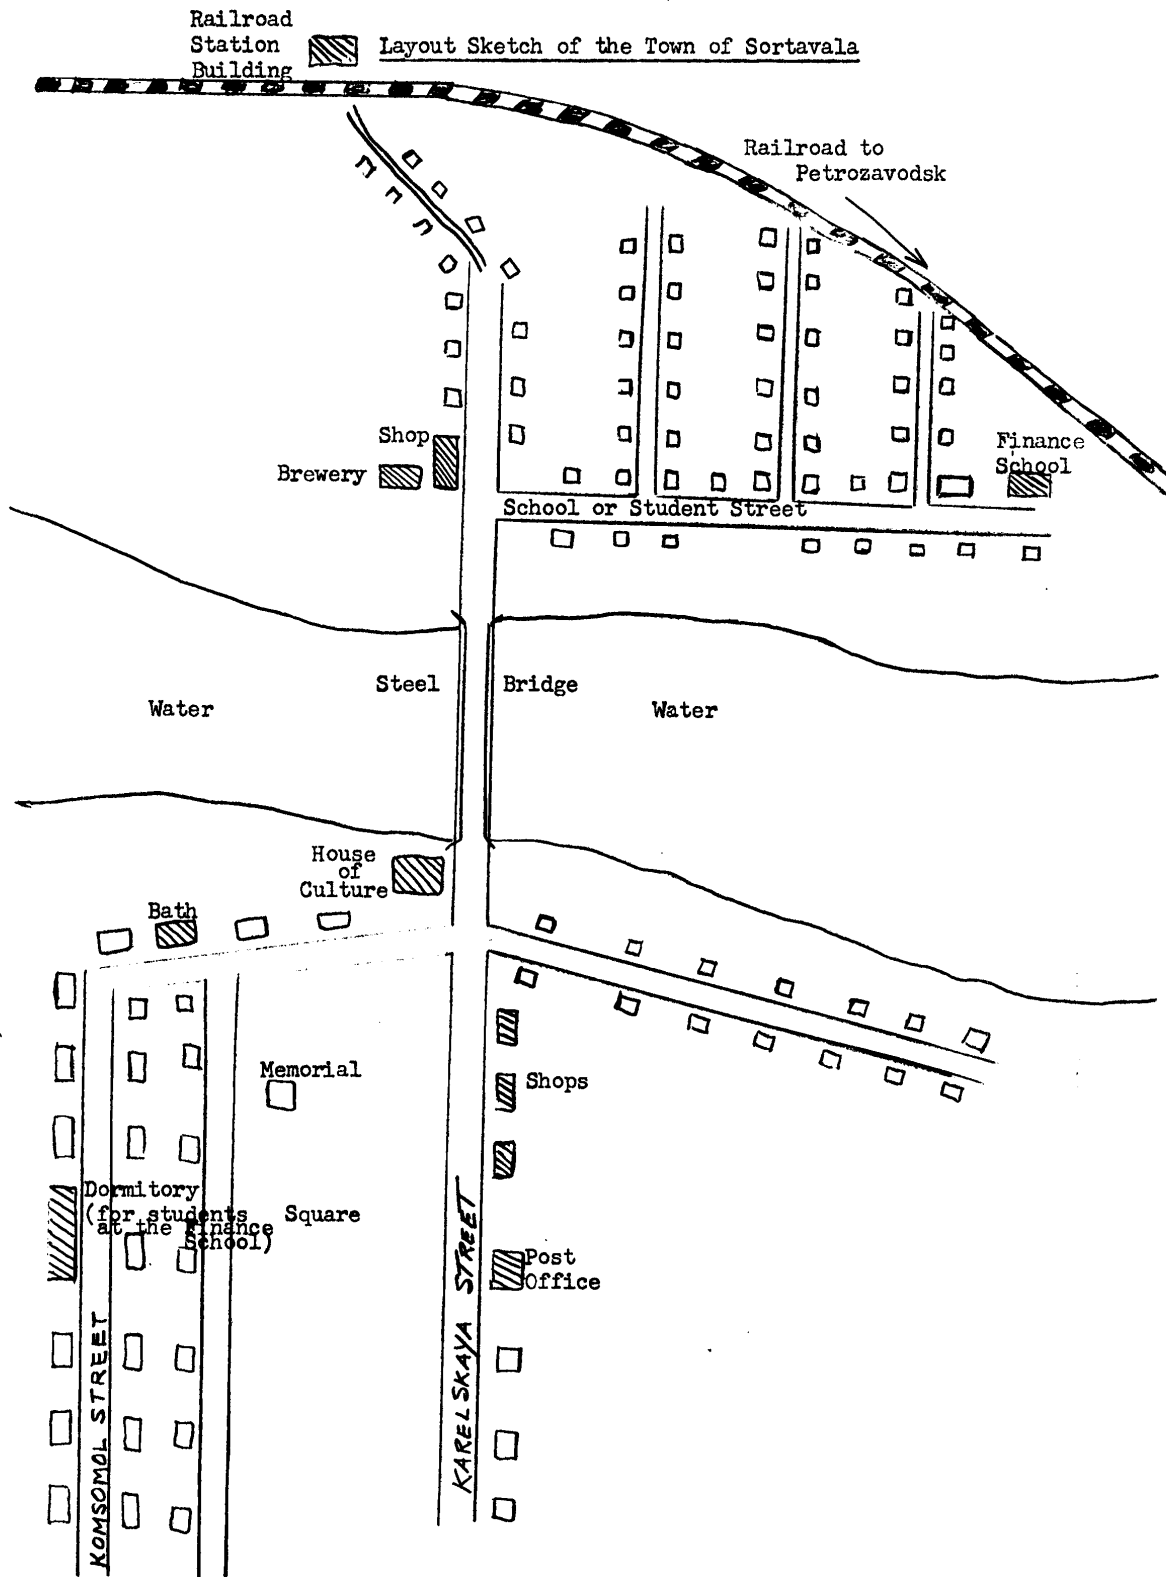 Railroad
Station
Building
Layout Sketch of the Town of Sortavala
Railroad to
Petrozavodsk
Shop
Brewery
Finance
School
School or Student Street
Steel Bridge
Water
Water
House
of
Culture
Bath
Memorial
Shops
Dormitory
(for students
at the Finance
School)
Square
Post
Office
KARELSKAYA STREET
KOMSOMOL STREET